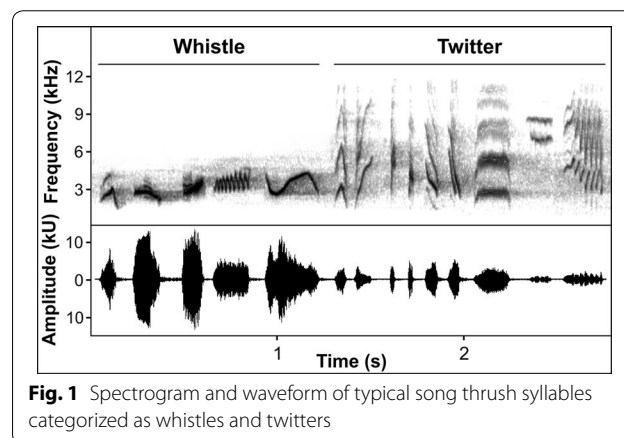 Whistle Twitter
Frequency (kHz)
12
9
6
3
Amplitude (kU)
10
0
10
1 2
Time (s)
Fig. 1 Spectrogram and waveform of typical song thrush syllables
categorized as whistles and twitters